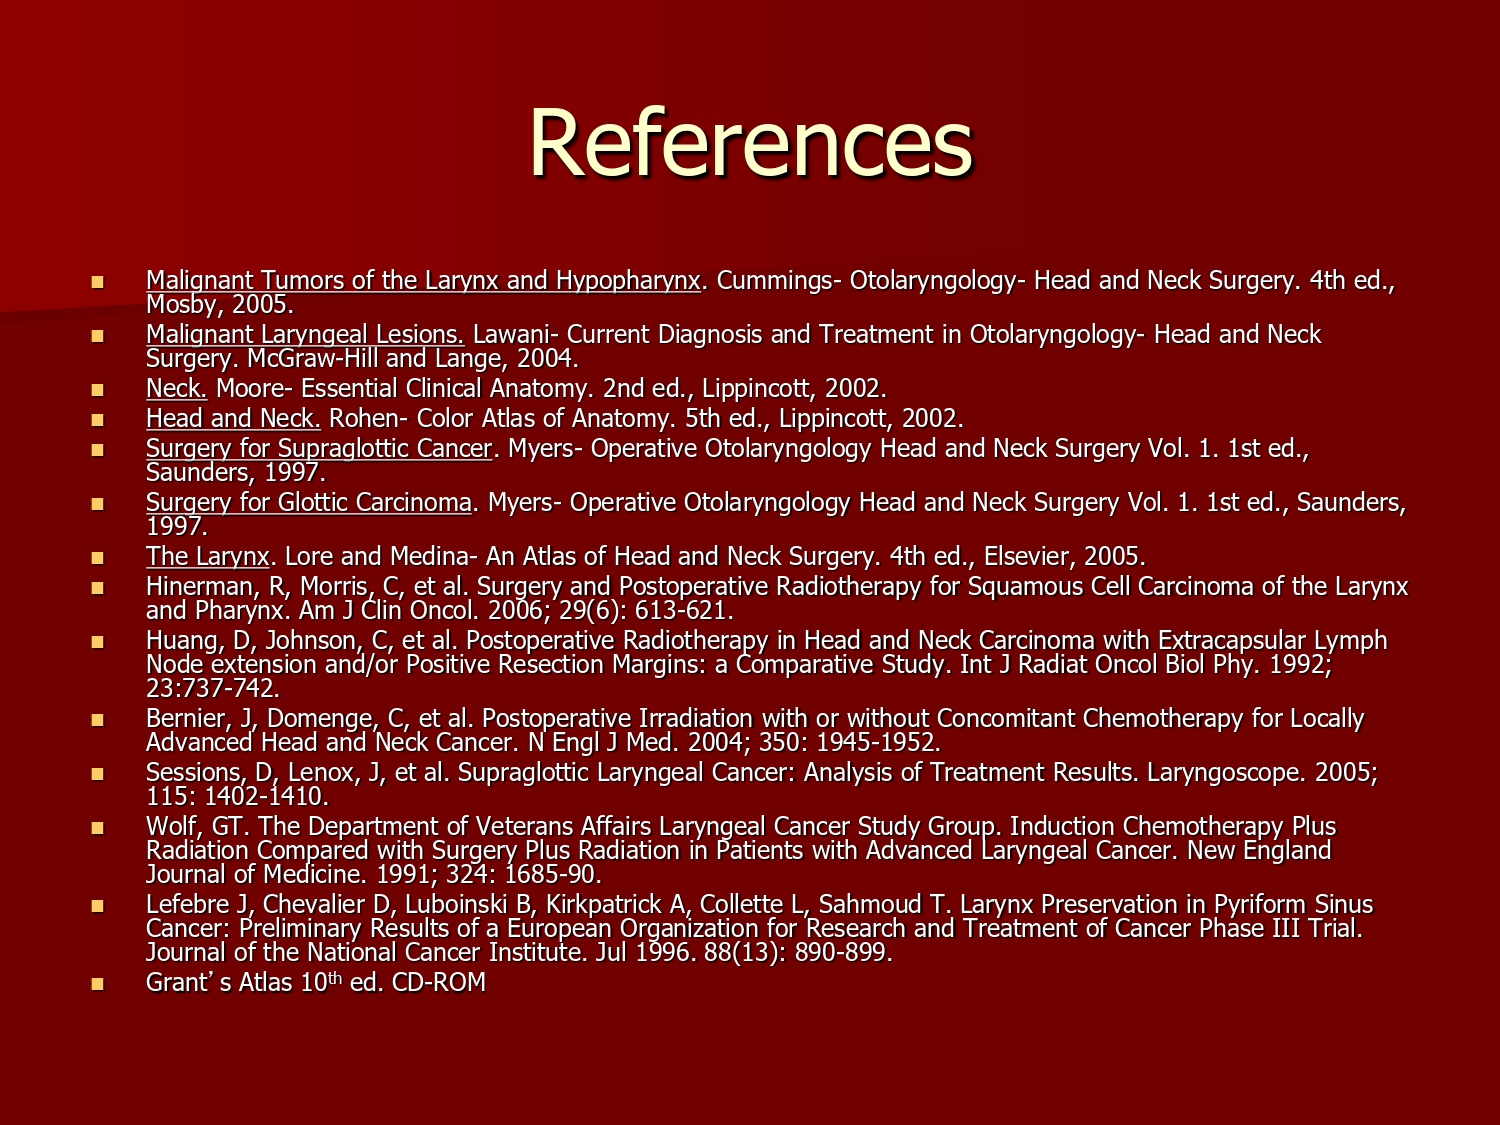 References
Malignant Tumors of the Larynx and Hypopharynx. Cummings- Otolaryngology- Head and Neck Surgery. 4th ed.,
Mosby, 2005.
Malignant Laryngeal Lesions. Lawani- Current Diagnosis and Treatment in Otolaryngology- Head and Neck
Surgery. McGraw-Hill and Lange, 2004.
Neck. Moore- Essential Clinical Anatomy. 2nd ed., Lippincott, 2002.
Head and Neck. Rohen- Color Atlas of Anatomy. 5th ed., Lippincott, 2002.
Surgery for Supraglottic Cancer. Myers- Operative Otolaryngology Head and Neck Surgery Vol. 1. 1st ed.,
Saunders, 1997.
Surgery for Glottic Carcinoma. Myers- Operative Otolaryngology Head and Neck Surgery Vol. 1. 1st ed., Saunders,
1997.
The Larynx. Lore and Medina- An Atlas of Head and Neck Surgery. 4th ed., Elsevier, 2005.
Hinerman, R, Morris, C, et al. Surgery and Postoperative Radiotherapy for Squamous Cell Carcinoma of the Larynx
and Pharynx. Am J Clin Oncol. 2006; 29(6): 613-621.
Huang, D, Johnson, C, et al. Postoperative Radiotherapy in Head and Neck Carcinoma with Extracapsular Lymph
Node extension and/or Positive Resection Margins: a Comparative Study. Int J Radiat Oncol Biol Phy. 1992;
23:737-742.
Bernier, J, Domenge, C, et al. Postoperative Irradiation with or without Concomitant Chemotherapy for Locally
Advanced Head and Neck Cancer. N Engl J Med. 2004; 350: 1945-1952.
Sessions, D, Lenox, J, et al. Supraglottic Laryngeal Cancer: Analysis of Treatment Results. Laryngoscope. 2005;
115: 1402-1410.
Wolf, GT. The Department of Veterans Affairs Laryngeal Cancer Study Group. Induction Chemotherapy Plus
Radiation Compared with Surgery Plus Radiation in Patients with Advanced Laryngeal Cancer. New England
Journal of Medicine. 1991; 324: 1685-90.
Lefebre J, Chevalier D, Luboinski B, Kirkpatrick A, Collette L, Sahmoud T. Larynx Preservation in Pyriform Sinus
Cancer: Preliminary Results of a European Organization for Research and Treatment of Cancer Phase III Trial.
Journal of the National Cancer Institute. Jul 1996. 88(13): 890-899.
Grant’s Atlas 10th ed. CD-ROM